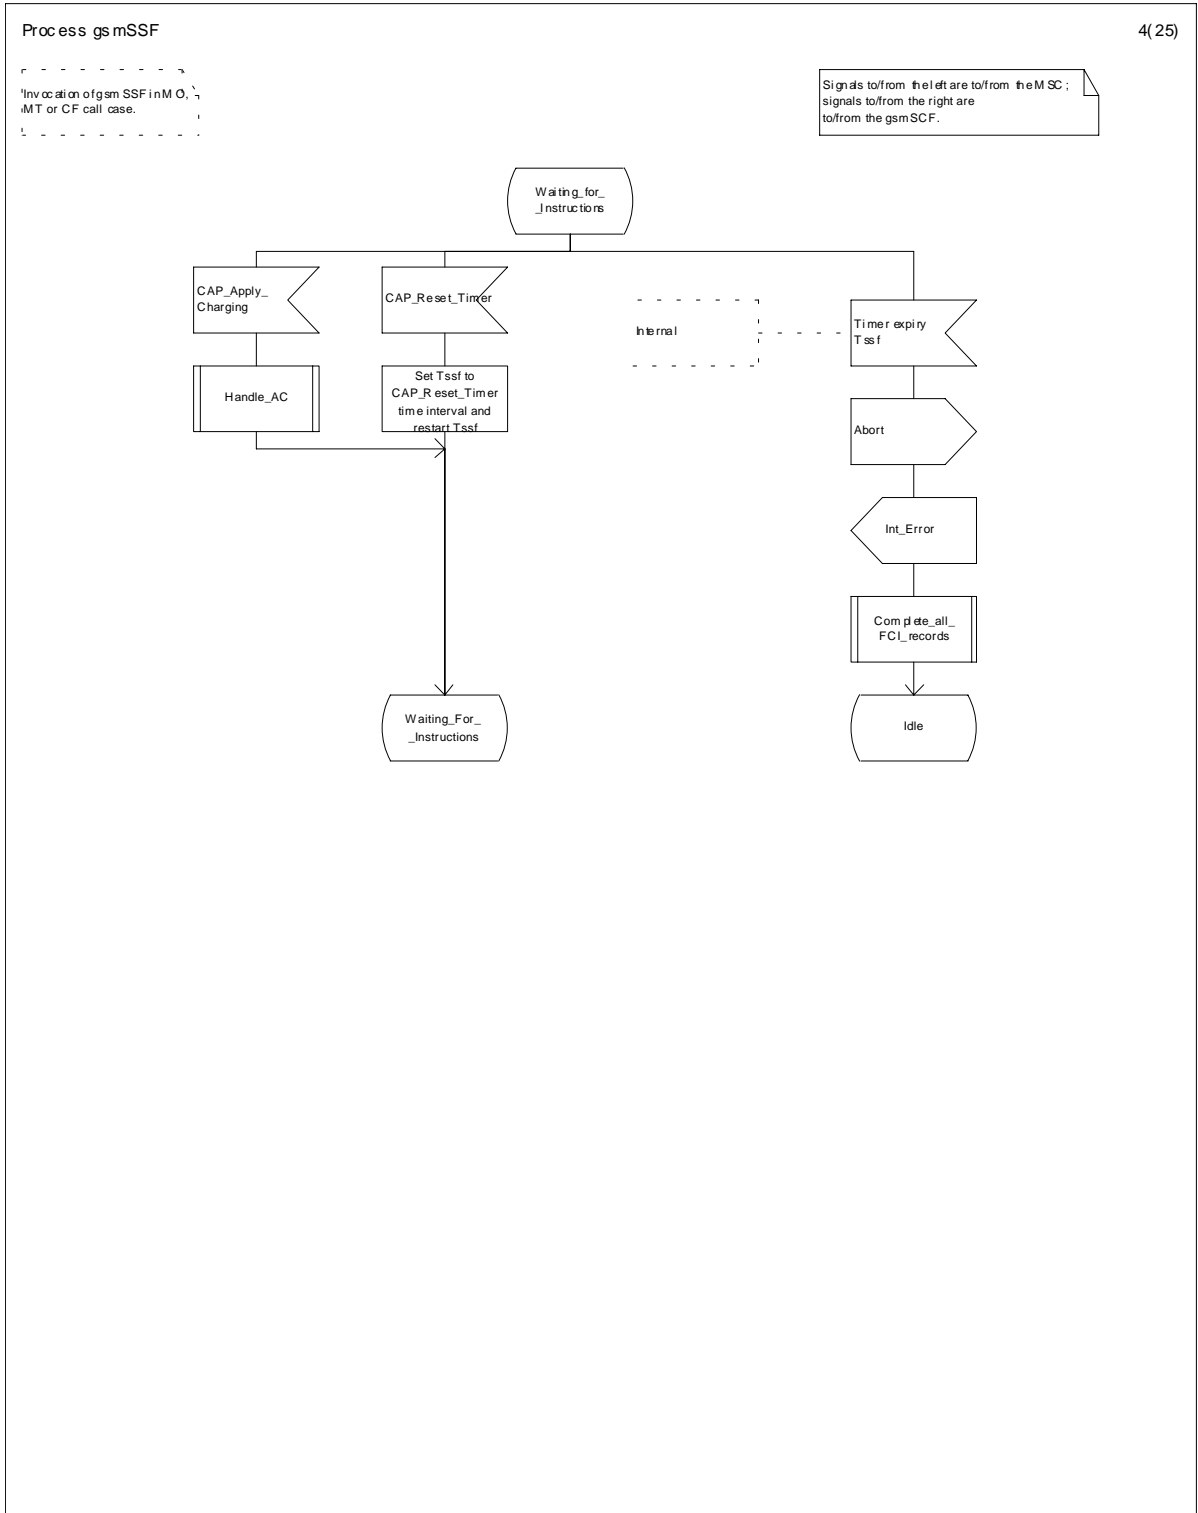 Process gsmSSF
4(25)
Invocation of gsmSSF in MO,
MT or CF call case.
Signals to/from the left are to/from the MSC;
signals to/from the right are
to/from the gsmSCF.
Waiting_for_
_Instructions
CAP_Apply_
Charging
CAP_Reset_Timer
Internal
Timer expiry
Tssf
Handle_AC
Set Tssf to
CAP_Reset_Timer
time interval and
restart Tssf
Abort
Int_Error
Complete_all_
FCI_records
Waiting_For_
_Instructions
Idle